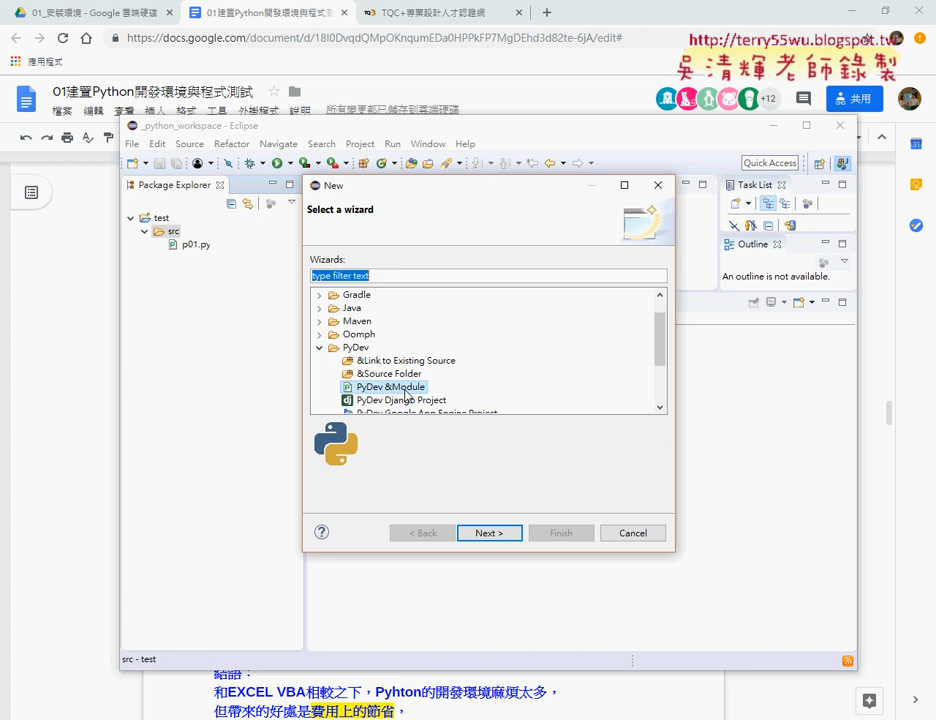 01_安裝環境 - Google 雲端硬碟
01建置Python開發環境與程式測
TQC+專業設計人才認證網
https://docs.google.com/document/d/18l0DvqdQMpOKnqumEDa0HPPkFP7MgDEhd3d82te-6jA/edit#
http://terry55wu.blogspot.tw
應用程式
吳清輝老師錄製
01建置Python開發環境與程式測試
檔案 編輯 查看 插入 格式 工具 外掛程式 說明 所有變更都已儲存到雲端硬碟
+12
共用
_python_workspace - Eclipse
File Edit Source Refactor Navigate Search Project Run Window Help
Quick Access
Package Explorer
New
Task List
Select a wizard
test
src
p01.py
Outline
Wizards:
type filter text
An outline is not available.
Gradle
Java
Maven
Oomph
PyDev
&Link to Existing Source
&Source Folder
PyDev &Module
PyDev Django Project
PyDev Google App Engine Project
< Back
Next >
Finish
Cancel
src - test
結語：
和EXCEL VBA相較之下，Pyhton的開發環境麻煩太多，
但帶來的好處是費用上的節省，